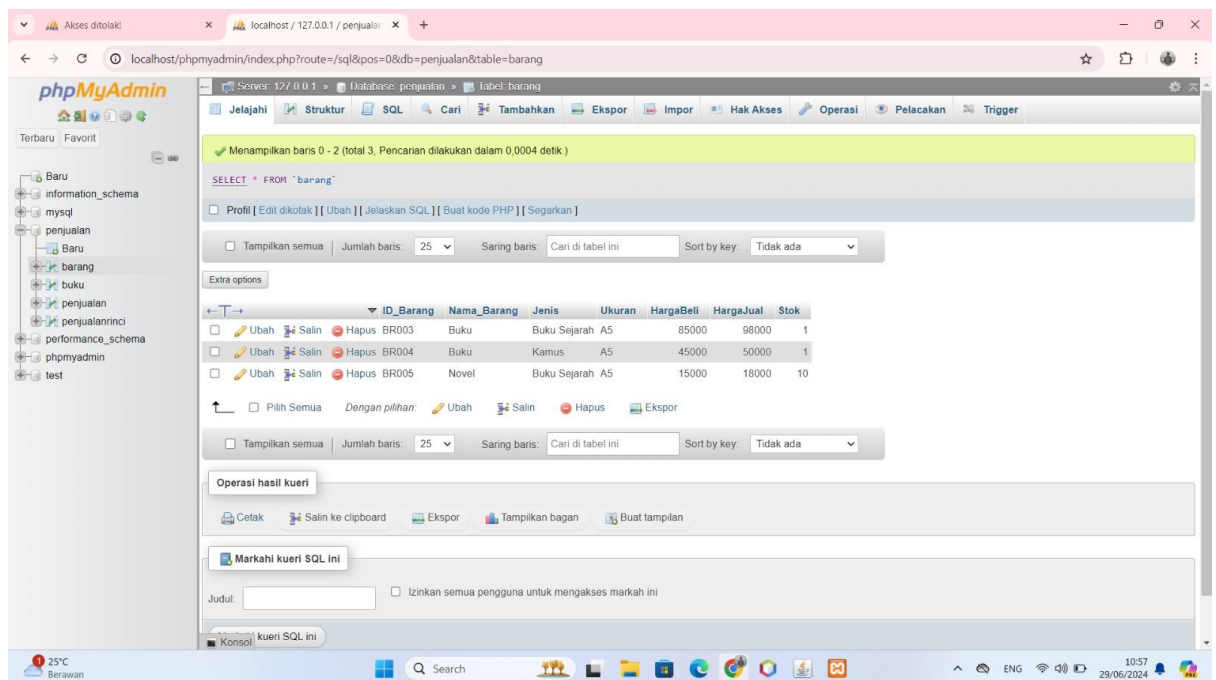 Akses ditolak!
localhost / 127.0.0.1 / penjualan
localhost/phpmyadmin/index.php?route=/sql&pos=0&db=penjualan&table=barang
phpMyAdmin
Terbaru Favorit
Baru
information_schema
mysql
penjualan
Baru
barang
buku
penjualan
penjualanrinci
performance_schema
phpmyadmin
test
Server: 127.0.0.1 » Database: penjualan » Tabel: barang
Jelajahi Struktur SQL Cari Tambahkan Ekspor Impor Hak Akses Operasi Pelacakan Trigger
Menampilkan baris 0 - 2 (total 3, Pencarian dilakukan dalam 0,0004 detik.)
SELECT * FROM `barang`
Profil [ Edit dikotak ] [ Ubah ] [ Jelaskan SQL ] [ Buat kode PHP ] [ Segarkan ]
Tampilkan semua | Jumlah baris: 25 Saring baris: Cari di tabel ini Sort by key: Tidak ada
Extra options
←T→ ID_Barang Nama_Barang Jenis Ukuran HargaBeli HargaJual Stok
Ubah Salin Hapus BR003 Buku Buku Sejarah A5 85000 98000 1
Ubah Salin Hapus BR004 Buku Kamus A5 45000 50000 1
Ubah Salin Hapus BR005 Novel Buku Sejarah A5 15000 18000 10
Pilih Semua Dengan pilihan: Ubah Salin Hapus Ekspor
Tampilkan semua | Jumlah baris: 25 Saring baris: Cari di tabel ini Sort by key: Tidak ada
Operasi hasil kueri
Cetak Salin ke clipboard Ekspor Tampilkan bagan Buat tampilan
Markahi kueri SQL ini
Judul: Izinkan semua pengguna untuk mengakses markah ini
kueri SQL ini
Konsol
1 25°C
Berawan
Search
ENG
10:57
29/06/2024
PRE